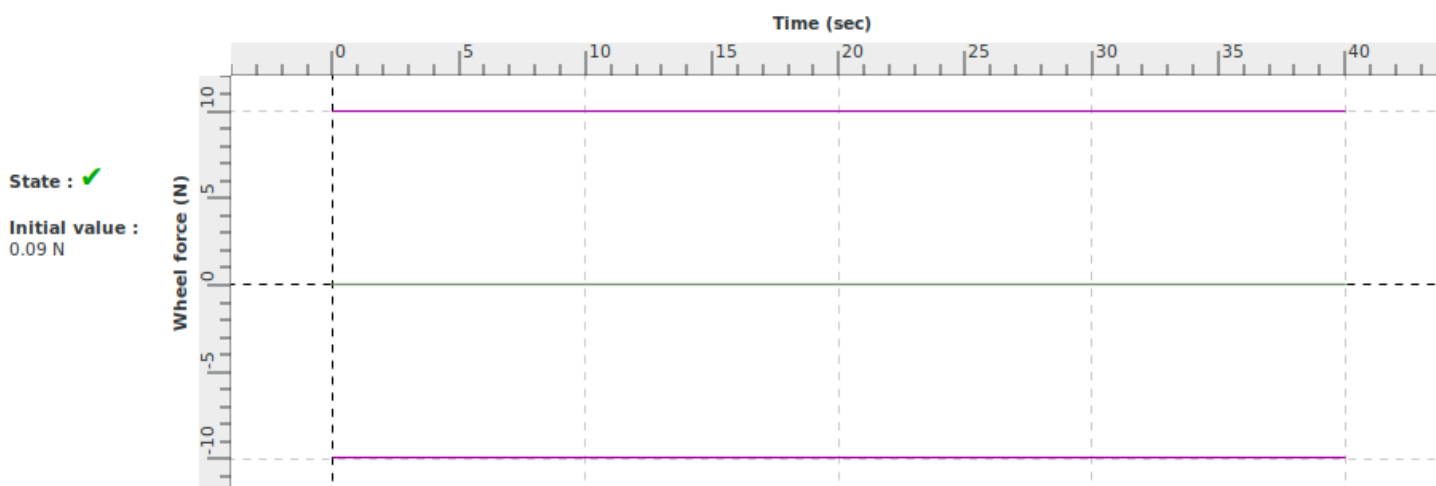 Time (sec)
0 5 10 15 20 25 30 35 40
State : ✔
Initial value :
0.09 N
Wheel force (N)
10
5
0
-5
-10